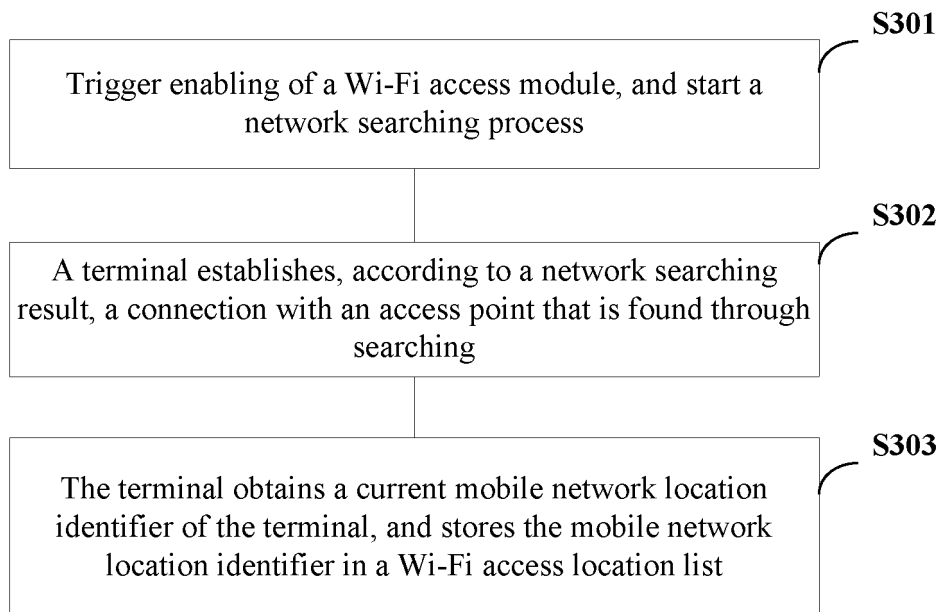 S301
Trigger enabling of a Wi-Fi access module, and start a
network searching process
S302
A terminal establishes, according to a network searching
result, a connection with an access point that is found through
searching
S303
The terminal obtains a current mobile network location
identifier of the terminal, and stores the mobile network
location identifier in a Wi-Fi access location list